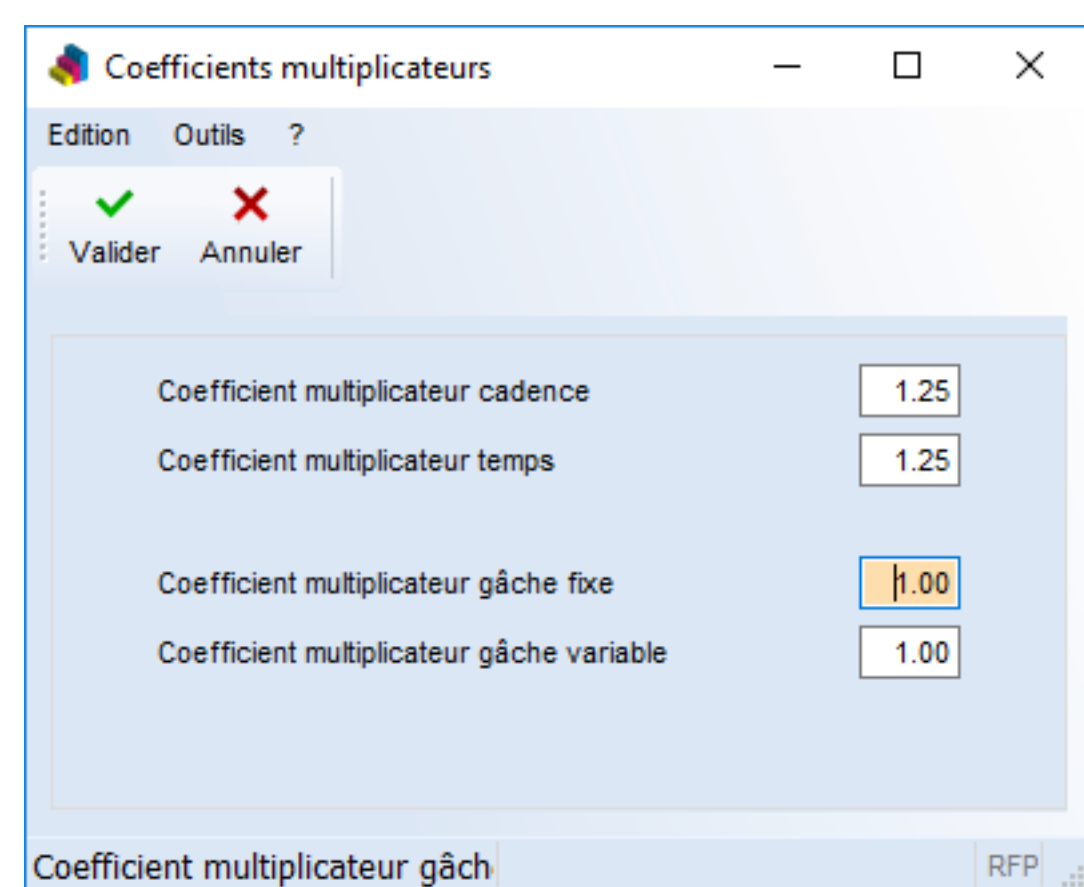 Coefficients multiplicateurs
Edition Outils ?
Valider Annuler
Coefficient multiplicateur cadence 1.25
Coefficient multiplicateur temps 1.25
Coefficient multiplicateur gâche fixe 1.00
Coefficient multiplicateur gâche variable 1.00
Coefficient multiplicateur gâch RFP